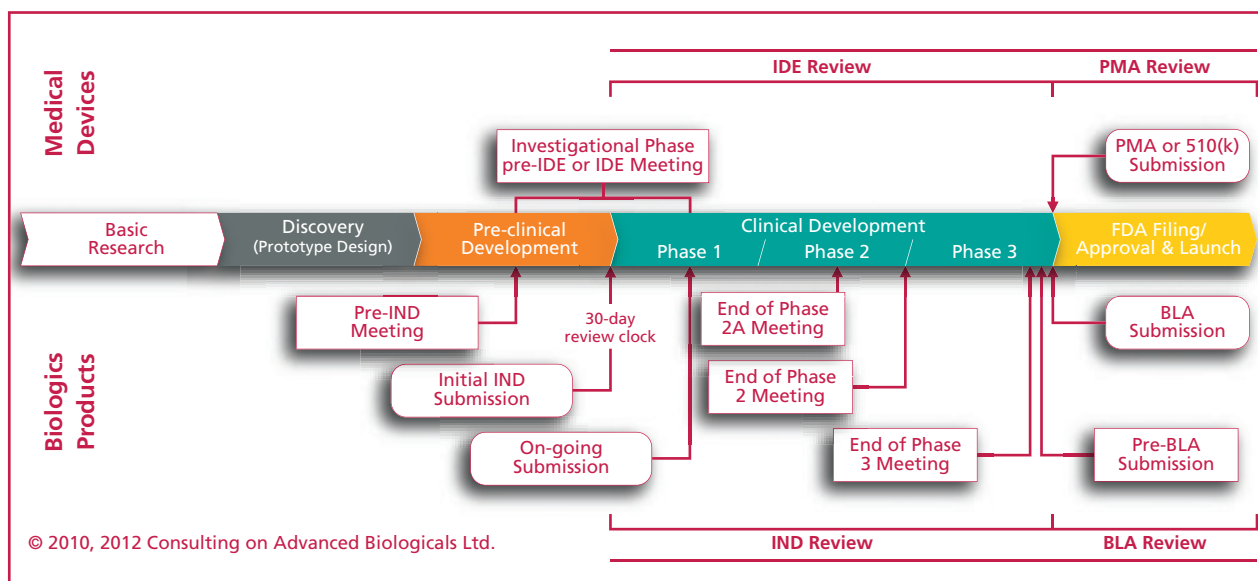 Medical
Devices
IDE Review
PMA Review
Investigational Phase
pre-IDE or IDE Meeting
PMA or 510(k)
Submission
Basic
Research
Discovery
(Prototype Design)
Pre-clinical
Development
Clinical Development
Phase 1
Phase 2
Phase 3
FDA Filing/
Approval & Launch
Biologics
Products
Pre-IND
Meeting
30-day
review clock
End of Phase
2A Meeting
BLA
Submission
Initial IND
Submission
End of Phase
2 Meeting
On-going
Submission
End of Phase
3 Meeting
Pre-BLA
Submission
© 2010, 2012 Consulting on Advanced Biologicals Ltd.
IND Review
BLA Review